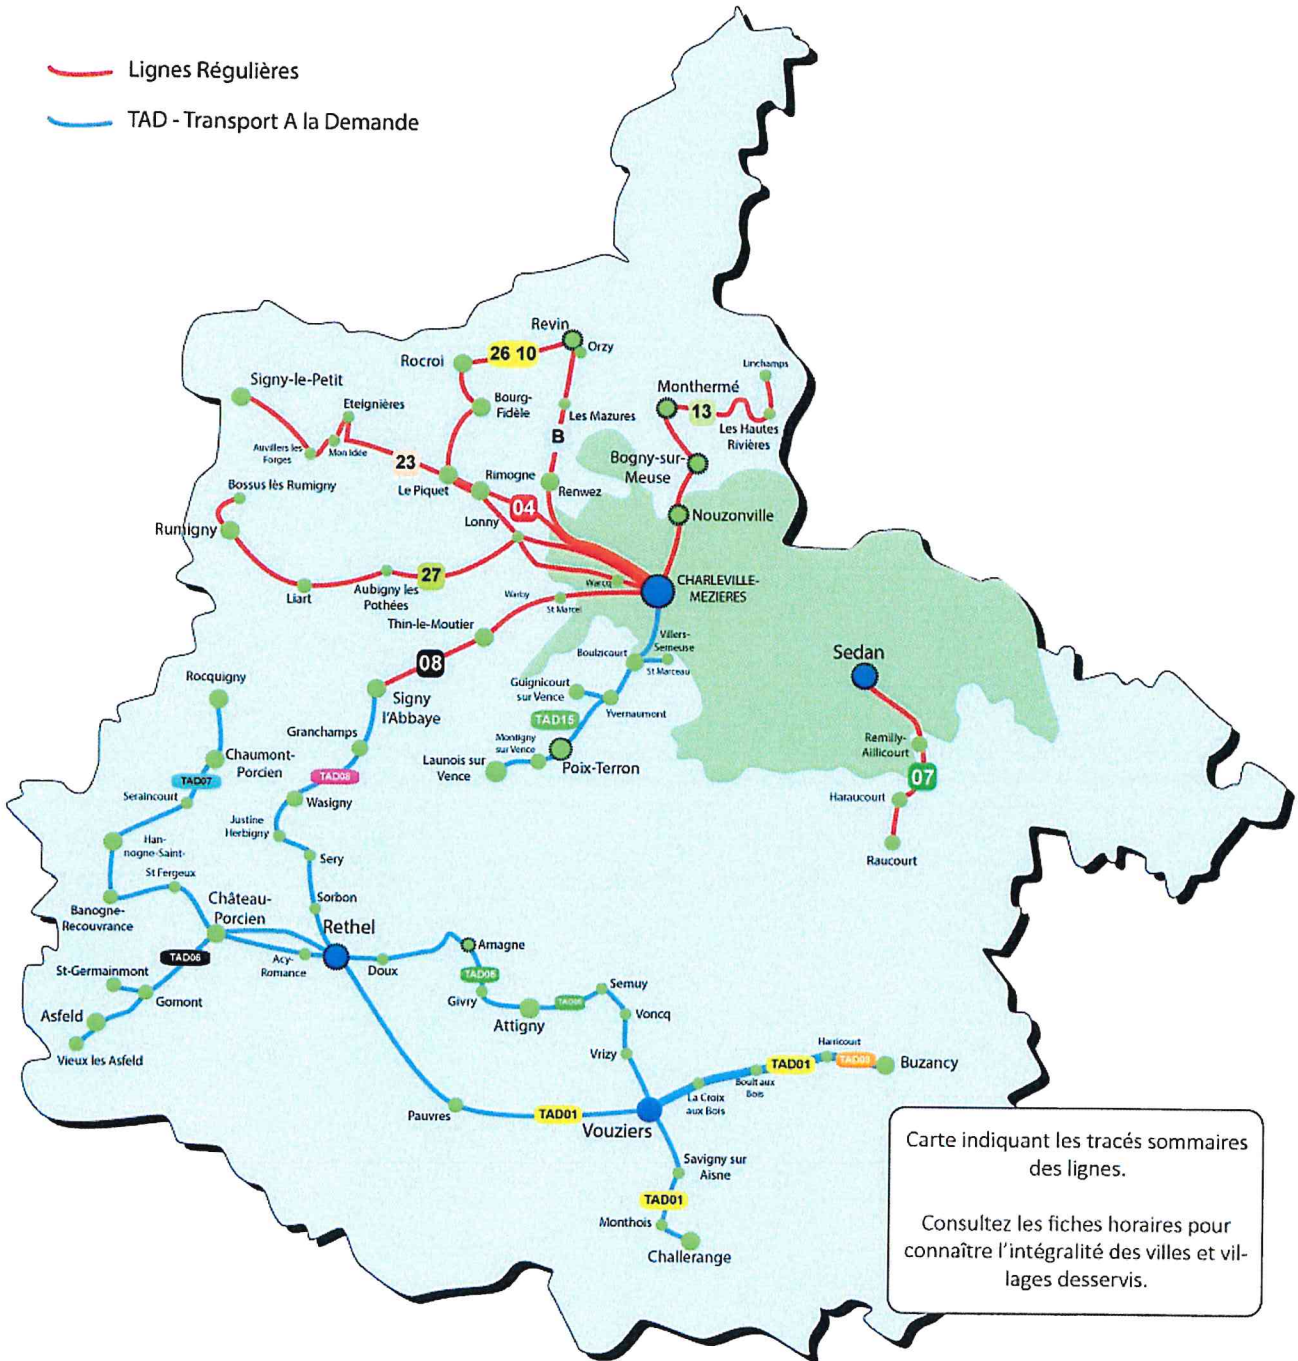 Lignes Régulières
TAD - Transport A la Demande
Revin
Orzy
26 10
Rocroi
Linchamps
Signy-le-Petit
Monthermé
Bourg-
Fidèle
Eteignières
Les Mazures
13
Les Hautes
Rivières
B
Auvillers les
Forges
Mon Idée
23
Bogny-sur-
Meuse
Rimogne
Le Piquet
Renwez
Bossus lès Rumigny
04
Nouzonville
Lonny
Rumigny
27
Warcq
CHARLEVILLE-
MEZIERES
Liart
Aubigny les
Pothées
Warby
St Marcel
Thin-le-Moutier
Villers-
Semeuse
Boulzicourt
St Marceau
08
Sedan
Rocquigny
Signy
l'Abbaye
Guignicourt
sur Vence
Yvernaumont
TAD15
Granchamps
Montigny
sur Vence
Remilly-
Aillicourt
Chaumont-
Porcien
Launois sur
Vence
Poix-Terron
TAD08
TAD07
07
Seraincourt
Wasigny
Haraucourt
Justine
Herbigny
Han-
nogne-Saint-
Sery
Raucourt
St Fergeux
Château-
Porcien
Sorbon
Banogne-
Recouvrance
Rethel
Amagne
TAD06
Acy-
Romance
Doux
St-Germainmont
TAD05
Gomont
Givry
Semuy
Attigny
Asfeld
Voncq
Vieux les Asfeld
Vrizy
Harricourt
TAD01
TAD03
Buzancy
Boult aux
Bois
La Croix
aux Bois
Pauvres
TAD01
Vouziers
Savigny sur
Aisne
TAD01
Monthois
Challerange
Carte indiquant les tracés sommaires
des lignes.
Consultez les fiches horaires pour
connaître l'intégralité des villes et vil-
lages desservis.